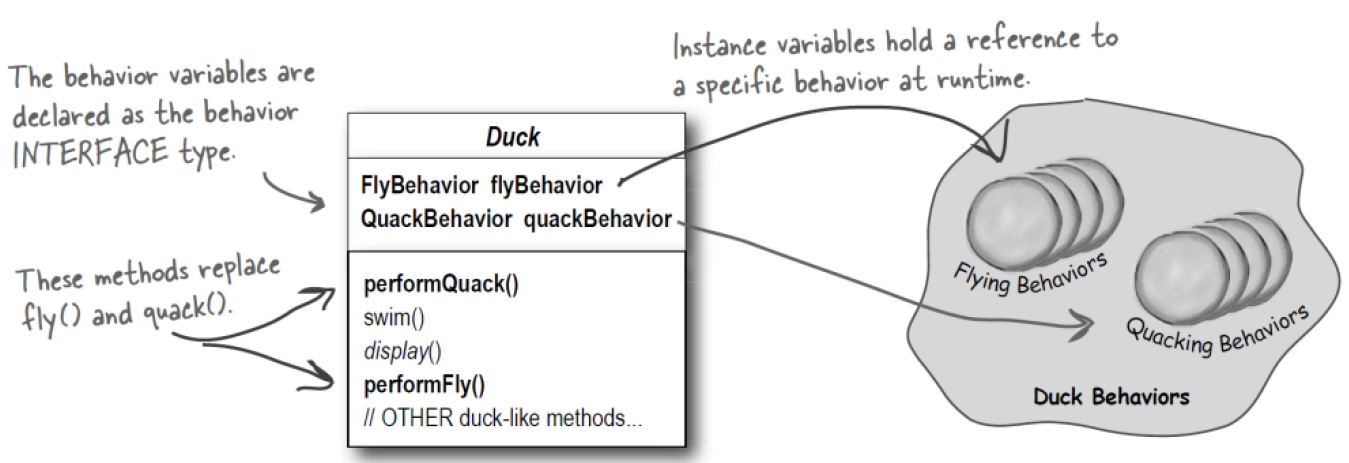 The behavior variables are
declared as the behavior
INTERFACE type.
These methods replace
fly() and quack().
Duck
FlyBehavior flyBehavior
QuackBehavior quackBehavior
performQuack()
swim()
display()
performFly()
// OTHER duck-like methods...
Instance variables hold a reference to
a specific behavior at runtime.
Flying Behaviors
Quacking Behaviors
Duck Behaviors